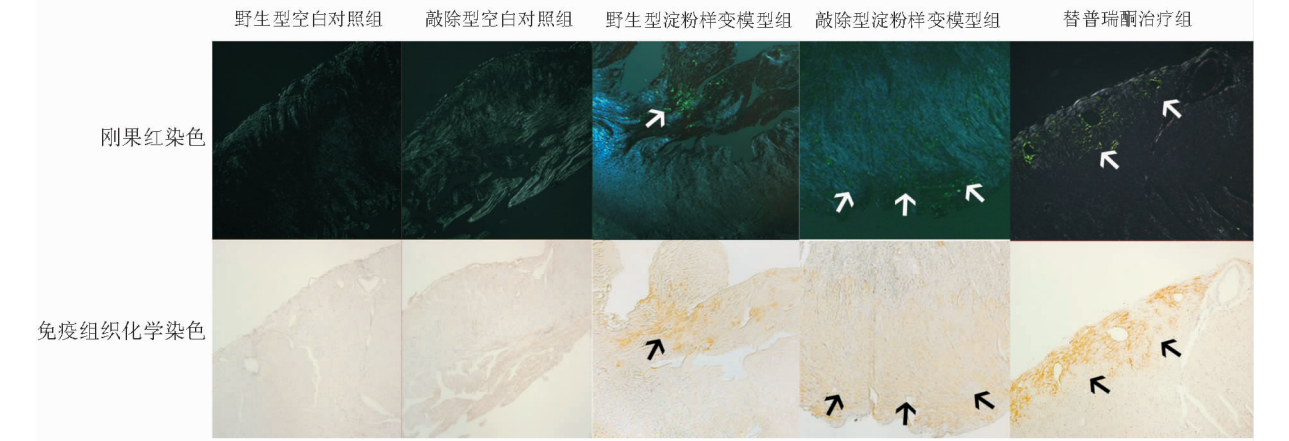 野生型空白对照组 敲除型空白对照组 野生型淀粉样变模型组 敲除型淀粉样变模型组 替普瑞酮治疗组
刚果红染色
免疫组织化学染色